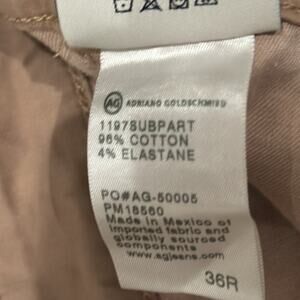 AG ADRIANO GOLDSCHMIED
1197SUBPART
96% COTTON
4% ELASTANE
PO#AG-50005
PM18560
Made in Mexico of
imported fabric and
globally sourced
components
www.agjeans.com
36R